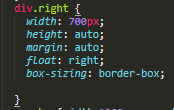 div.right {
width: 700px;
height: auto;
margin: auto;
float: right;
box-sizing: border-box;
}